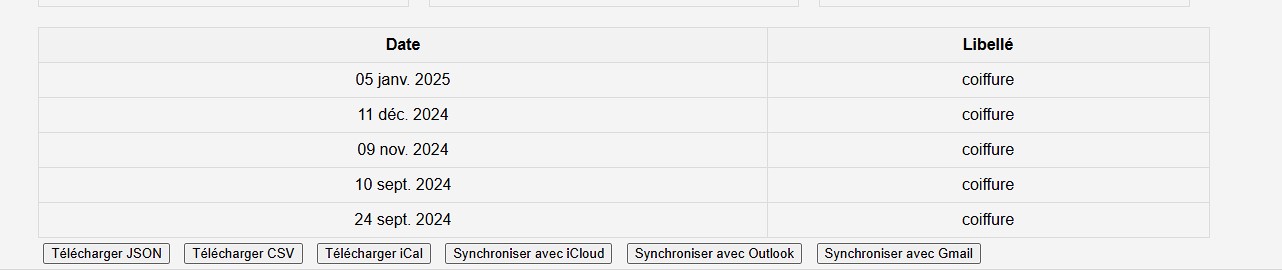 Date Libellé
05 janv. 2025 coiffure
11 déc. 2024 coiffure
09 nov. 2024 coiffure
10 sept. 2024 coiffure
24 sept. 2024 coiffure
Télécharger JSON Télécharger CSV Télécharger iCal Synchroniser avec iCloud Synchroniser avec Outlook Synchroniser avec Gmail